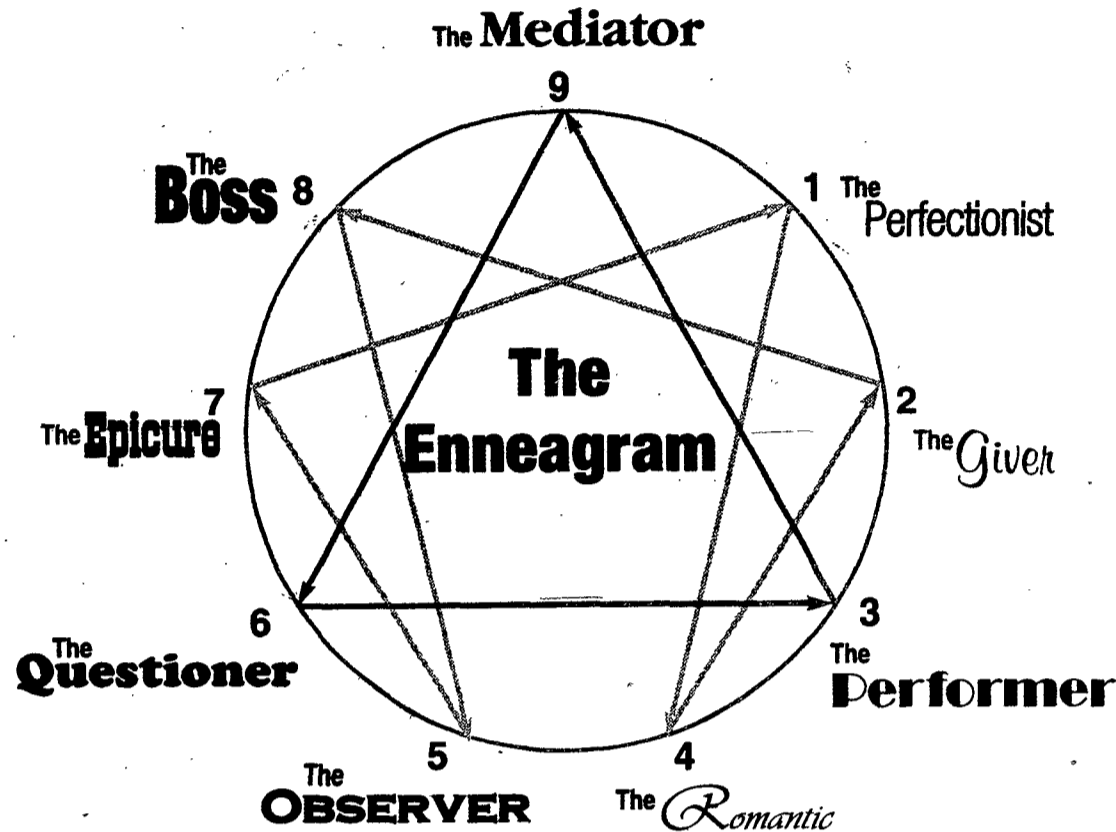 The Mediator
9
The
Boss 8
1 The
Perfectionist
The
Enneagram
7
The Epicure
2
The Giver
6
The
Questioner
3
The
Performer
5
The
OBSERVER
4
The Romantic